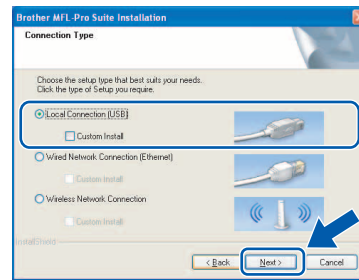 Brother MFL-Pro Suite Installation
Connection Type
Choose the setup type that best suits your needs.
Click the type of Setup you require.
Local Connection (USB)
Custom Install
Wired Network Connection (Ethernet)
Custom Install
Wireless Network Connection
Custom Install
InstallShield
< Back Next > Cancel